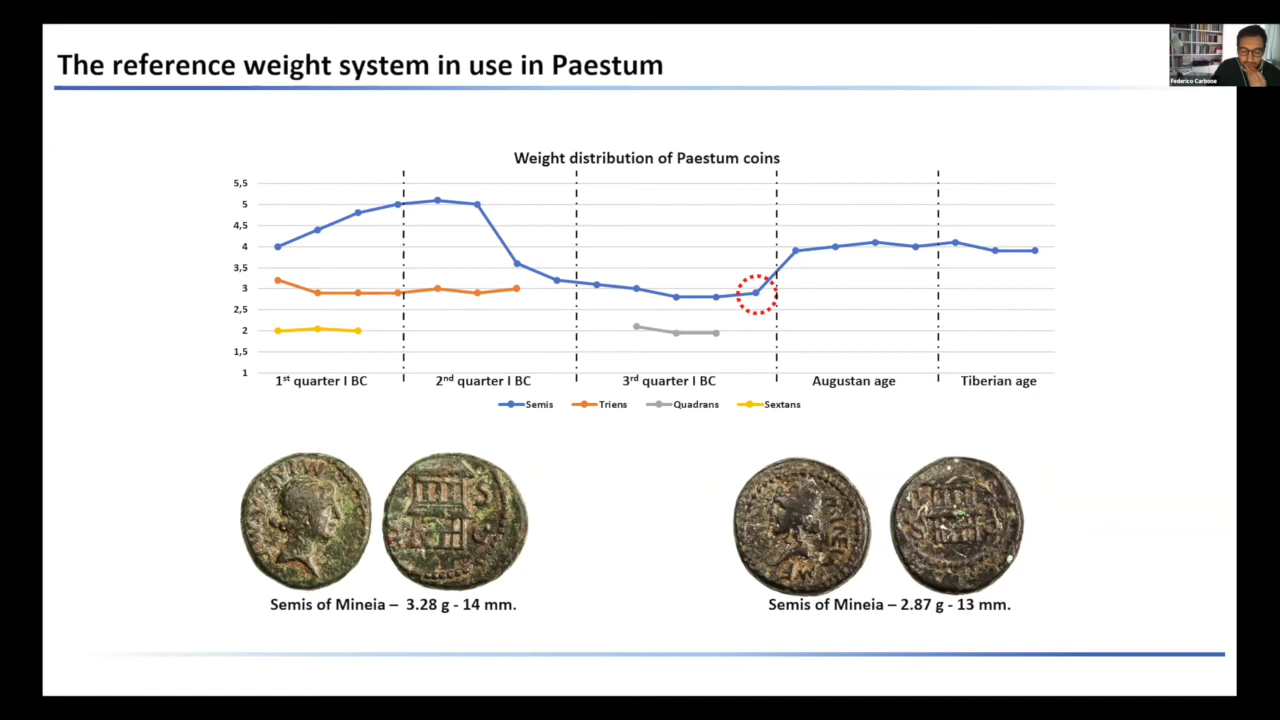 The reference weight system in use in Paestum
Federico Carbone
Weight distribution of Paestum coins
5,5
5
4,5
4
3,5
3
2,5
2
1,5
1
1st quarter I BC 2nd quarter I BC 3rd quarter I BC Augustan age Tiberian age
Semis Triens Quadrans Sextans
S
C
Semis of Mineia – 3.28 g - 14 mm.
Semis of Mineia – 2.87 g - 13 mm.